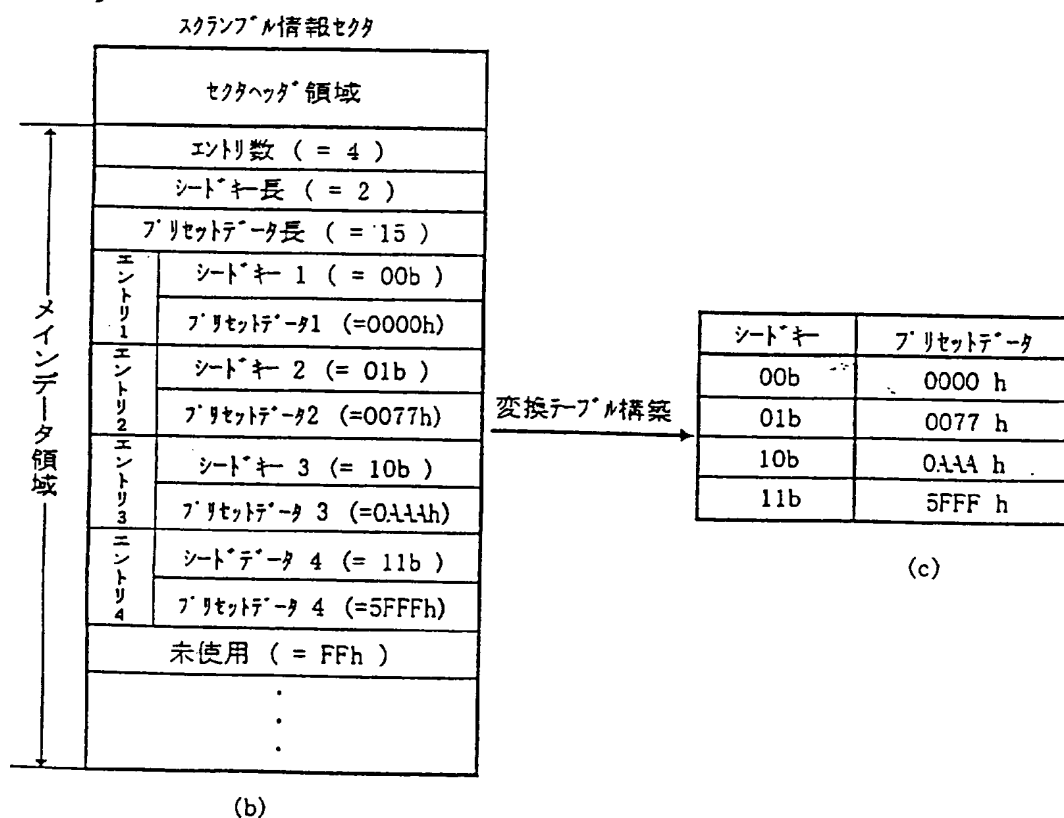 スクランブル情報セクタ
セクタヘッダ領域
エントリ数 ( = 4 )
シードキー長 ( = 2 )
プリセットデータ長 ( = 15 )
メインデータ領域
エントリ1
シードキー 1 ( = 00b )
プリセットデータ1 (=0000h)
エントリ2
シードキー 2 (= 01b )
プリセットデータ2 (=0077h)
エントリ3
シードキー 3 (= 10b )
プリセットデータ 3 (=0AAAh)
エントリ4
シードデータ 4 (= 11b )
プリセットデータ 4 (=5FFFh)
未使用 ( = FFh )
(b)
変換テーブル構築
シードキー プリセットデータ
00b 0000 h
01b 0077 h
10b 0AAA h
11b 5FFF h
(c)